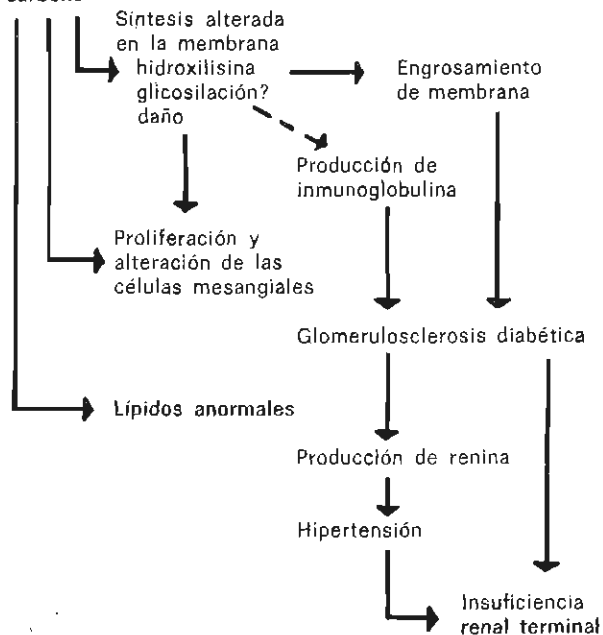 Síntesis alterada
en la membrana
hidroxilisina
glicosilación?
daño
Engrosamiento
de membrana
Producción de
inmunoglobulina
Proliferación y
alteración de las
células mesangiales
Glomerulosclerosis diabética
Lípidos anormales
Producción de renina
Hipertensión
Insuficiencia
renal terminal